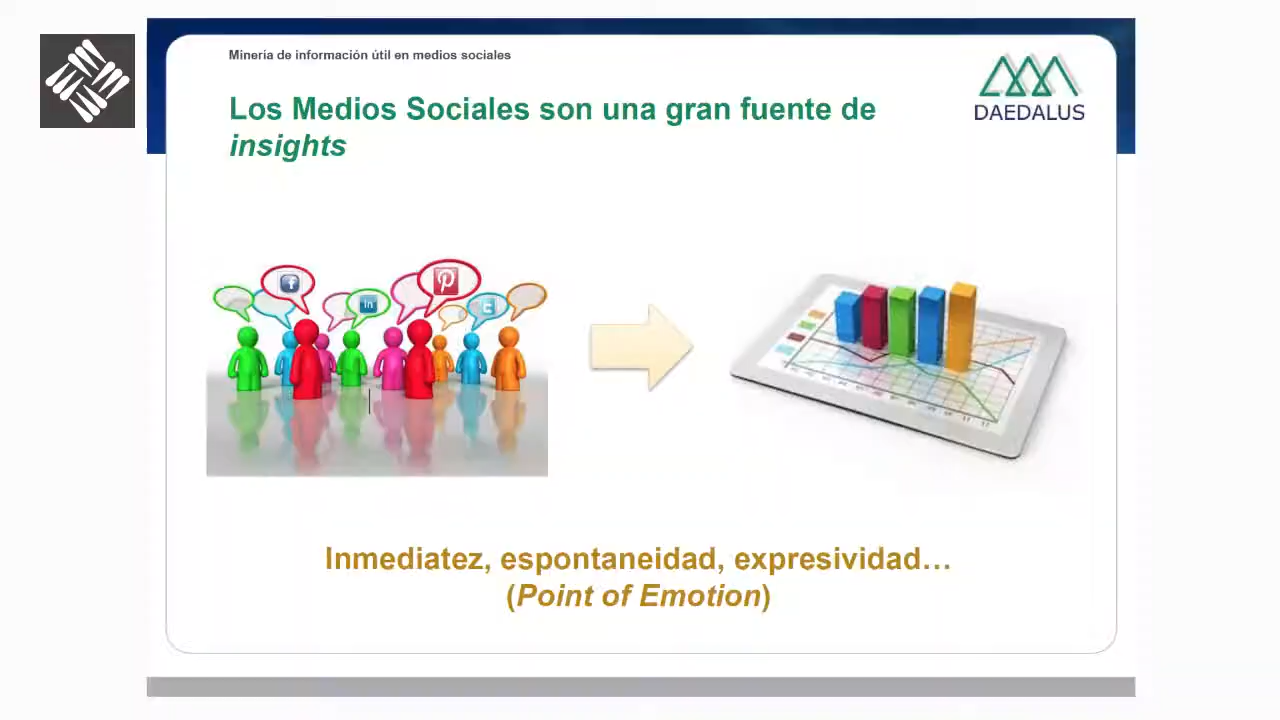 Minería de información útil en medios sociales
Los Medios Sociales son una gran fuente de
insights
DAEDALUS
f
in
Inmediatez, espontaneidad, expresividad…
(Point of Emotion)